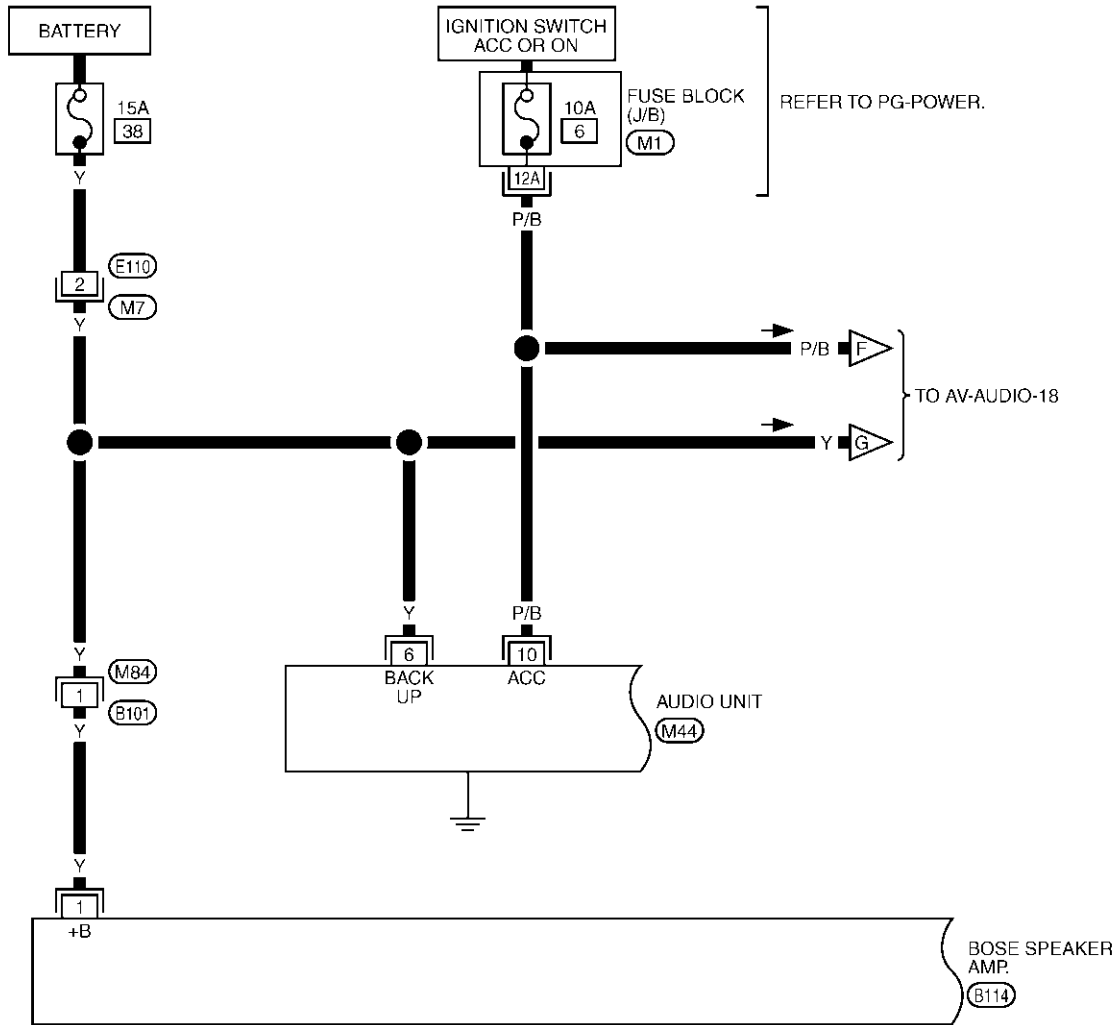 BATTERY
IGNITION SWITCH
ACC OR ON
15A
38
10A
6
FUSE BLOCK
(J/B)
M1
REFER TO PG-POWER.
Y
12A
P/B
2
E110
M7
Y
P/B
F
TO AV-AUDIO-18
Y
G
Y
P/B
Y
6
10
BACK
UP
ACC
AUDIO UNIT
M44
M84
1
B101
Y
Y
1
+B
BOSE SPEAKER
AMP.
B114